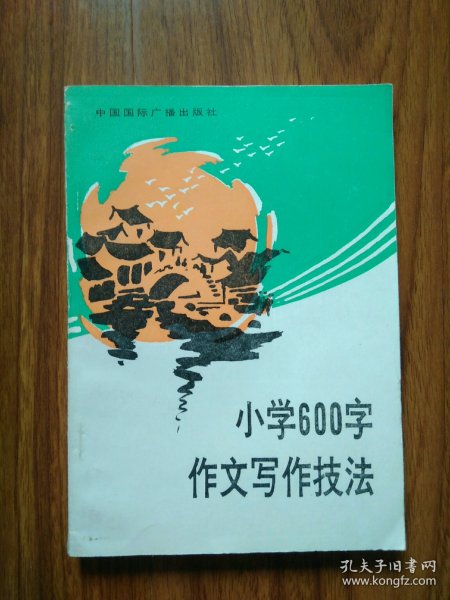 中国国际广播出版社
小学600字
作文写作技法
孔夫子旧书网
www.kongfz.com